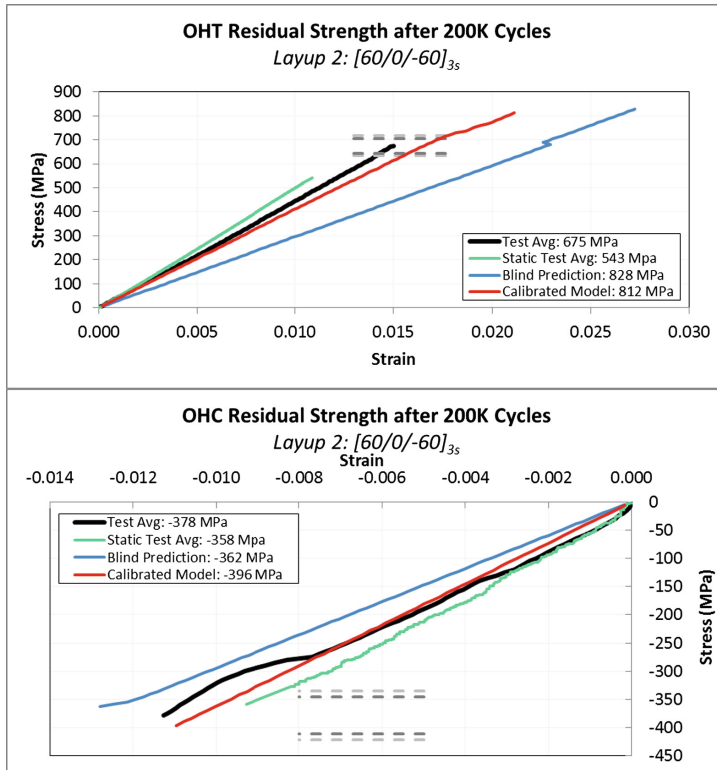 OHT Residual Strength after 200K Cycles
Layup 2: [60/0/-60]3s
900
800
700
600
500
400
300
200
100
0
Stress (MPa)
Test Avg: 675 MPa
Static Test Avg: 543 Mpa
Blind Prediction: 828 MPa
Calibrated Model: 812 MPa
0.000 0.005 0.010 0.015 0.020 0.025 0.030
Strain
OHC Residual Strength after 200K Cycles
Layup 2: [60/0/-60]3s
Strain
-0.014 -0.012 -0.010 -0.008 -0.006 -0.004 -0.002 0.000
Test Avg: -378 MPa
Static Test Avg: -358 Mpa
Blind Prediction: -362 MPa
Calibrated Model: -396 MPa
0
-50
-100
-150
-200
-250
-300
-350
-400
-450
Stress (MPa)